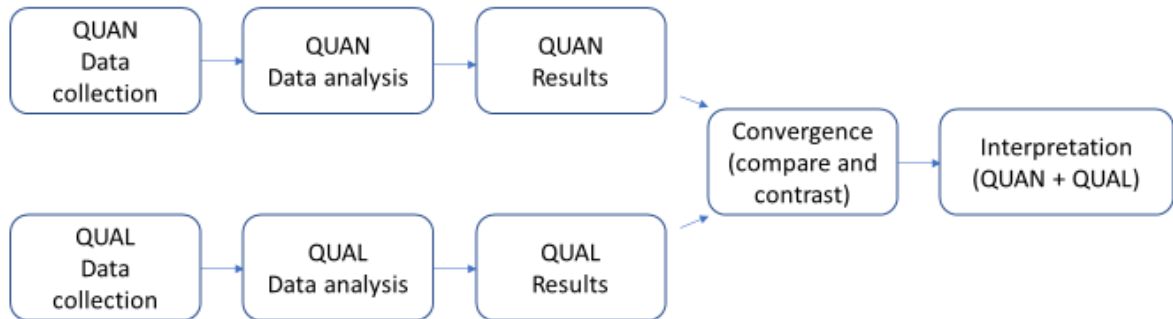 QUAN
Data
collection
QUAN
Data analysis
QUAN
Results
Convergence
(compare and
contrast)
Interpretation
(QUAN + QUAL)
QUAL
Data
collection
QUAL
Data analysis
QUAL
Results